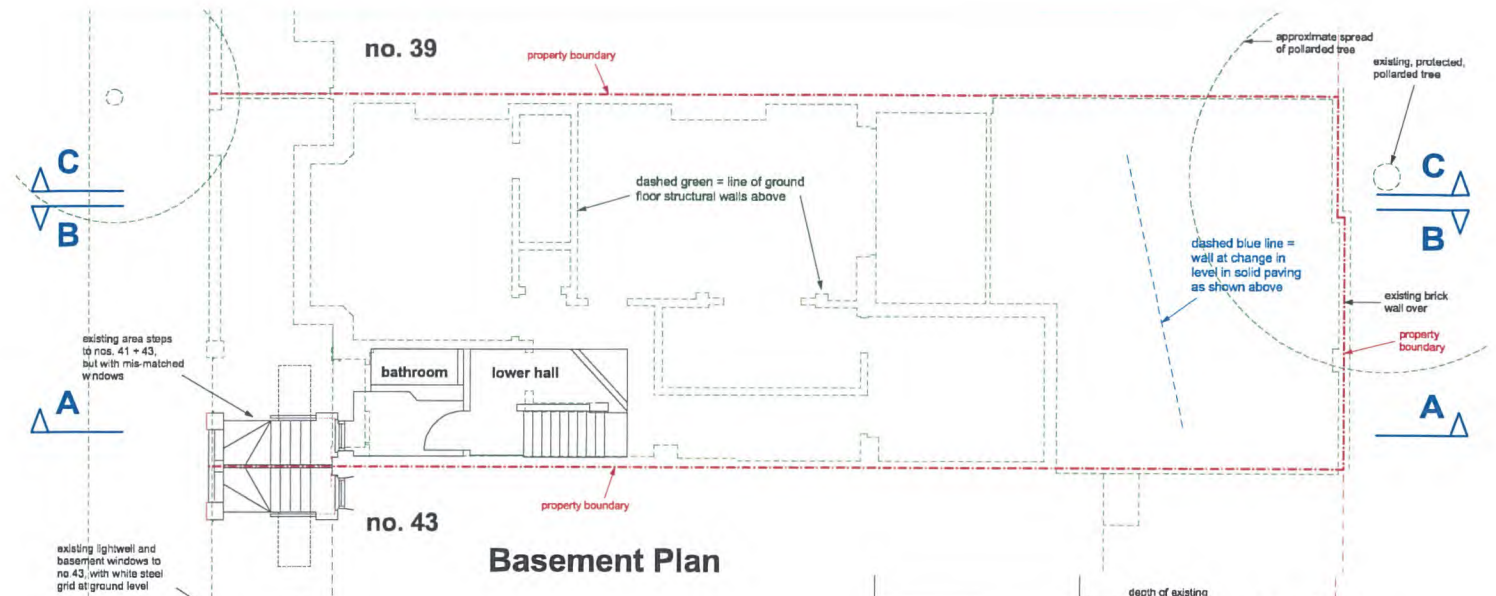 no. 39
property boundary
approximate spread
of pollarded tree
existing, protected,
pollarded tree
C
B
C
B
dashed green = line of ground
floor structural walls above
dashed blue line =
wall at change in
level in solid paving
as shown above
existing brick
wall over
property
boundary
existing area steps
to nos. 41 + 43,
but with mis-matched
windows
bathroom
lower hall
A
A
property boundary
no. 43
Basement Plan
existing lightwell and
basement windows to
no.43, with white steel
grid at ground level
depth of existing